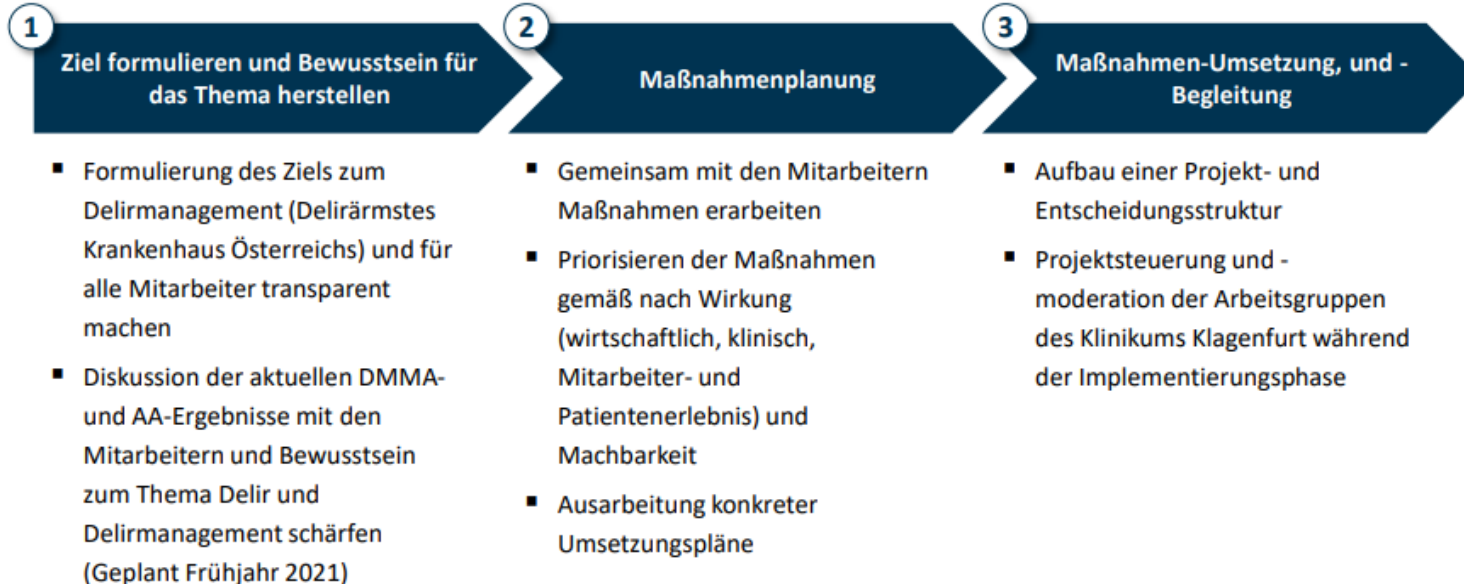 1
Ziel formulieren und Bewusstsein für
das Thema herstellen
■ Formulierung des Ziels zum
Delirmanagement (Delirärmstes
Krankenhaus Österreichs) und für
alle Mitarbeiter transparent
machen
■ Diskussion der aktuellen DMMA-
und AA-Ergebnisse mit den
Mitarbeitern und Bewusstsein
zum Thema Delir und
Delirmanagement schärfen
(Geplant Frühjahr 2021)
2
Maßnahmenplanung
■ Gemeinsam mit den Mitarbeitern
Maßnahmen erarbeiten
■ Priorisieren der Maßnahmen
gemäß nach Wirkung
(wirtschaftlich, klinisch,
Mitarbeiter- und
Patientenerlebnis) und
Machbarkeit
■ Ausarbeitung konkreter
Umsetzungspläne
3
Maßnahmen-Umsetzung, und -
Begleitung
■ Aufbau einer Projekt- und
Entscheidungsstruktur
■ Projektsteuerung und -
moderation der Arbeitsgruppen
des Klinikums Klagenfurt während
der Implementierungsphase